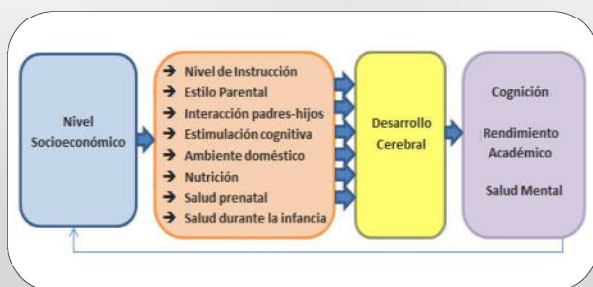 Nivel
Socioeconómico
➔ Nivel de Instrucción
➔ Estilo Parental
➔ Interacción padres-hijos
➔ Estimulación cognitiva
➔ Ambiente doméstico
➔ Nutrición
➔ Salud prenatal
➔ Salud durante la infancia
Desarrollo
Cerebral
Cognición
Rendimiento
Académico
Salud Mental